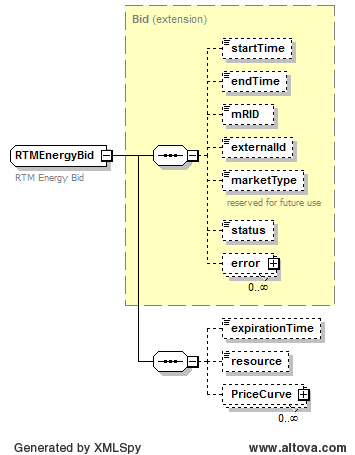 Bid (extension)
startTime
endTime
mRID
externalId
marketType
reserved for future use
status
error
0..∞
RTMEnergyBid
RTM Energy Bid
expirationTime
resource
PriceCurve
0..∞
Generated by XMLSpy
www.altova.com